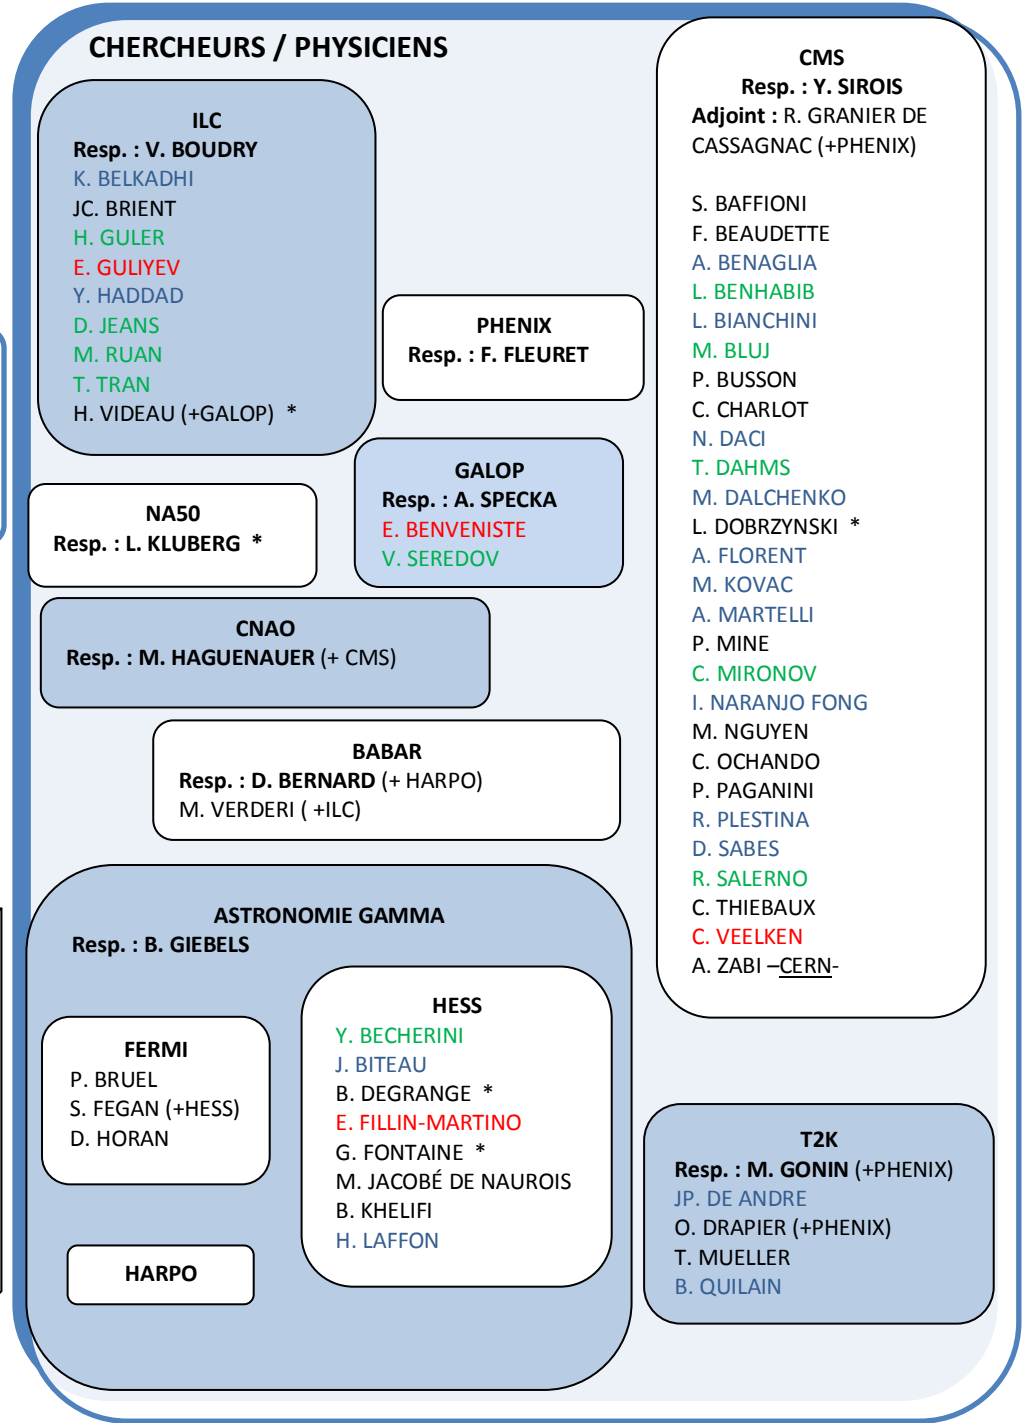 CHERCHEURS / PHYSICIENS
ILC
Resp. : V. BOUDRY
K. BELKADHI
JC. BRIENT
H. GULER
E. GULIYEV
Y. HADDAD
D. JEANS
M. RUAN
T. TRAN
H. VIDEAU (+GALOP) *
PHENIX
Resp. : F. FLEURET
GALOP
Resp. : A. SPECKA
E. BENVENISTE
V. SEREDOV
NA50
Resp. : L. KLUBERG *
CNAO
Resp. : M. HAGUENAUER (+ CMS)
BABAR
Resp. : D. BERNARD (+ HARPO)
M. VERDERI ( +ILC)
CMS
Resp. : Y. SIROIS
Adjoint : R. GRANIER DE
CASSAGNAC (+PHENIX)
S. BAFFIONI
F. BEAUDETTE
A. BENAGLIA
L. BENHABIB
L. BIANCHINI
M. BLUJ
P. BUSSON
C. CHARLOT
N. DACI
T. DAHMS
M. DALCHENKO
L. DOBRZYNSKI *
A. FLORENT
M. KOVAC
A. MARTELLI
P. MINE
C. MIRONOV
I. NARANJO FONG
M. NGUYEN
C. OCHANDO
P. PAGANINI
R. PLESTINA
D. SABES
R. SALERNO
C. THIEBAUX
C. VEELKEN
A. ZABI –CERN-
ASTRONOMIE GAMMA
Resp. : B. GIEBELS
FERMI
P. BRUEL
S. FEGAN (+HESS)
D. HORAN
HARPO
HESS
Y. BECHERINI
J. BITEAU
B. DEGRANGE *
E. FILLIN-MARTINO
G. FONTAINE *
M. JACOBÉ DE NAUROIS
B. KHELIFI
H. LAFFON
T2K
Resp. : M. GONIN (+PHENIX)
JP. DE ANDRE
O. DRAPIER (+PHENIX)
T. MUELLER
B. QUILAIN